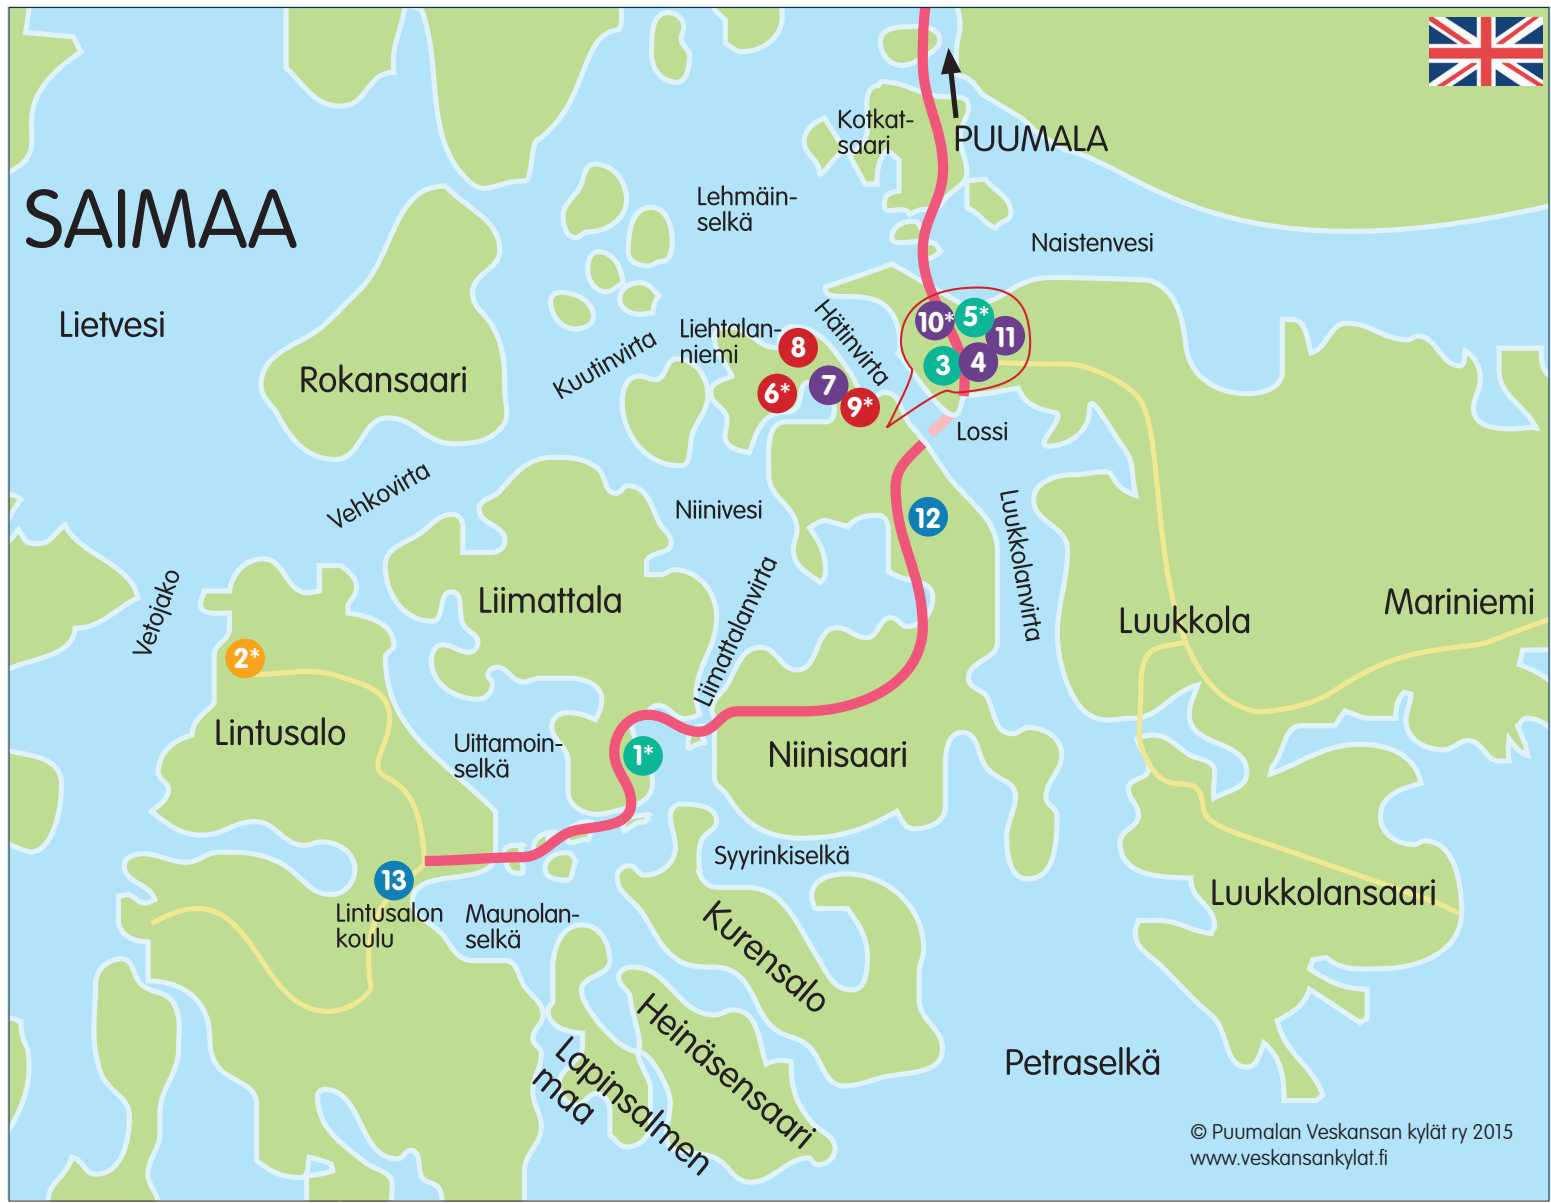 Kotkat-
saari
PUUMALA
SAIMAA
Lehmäin-
selkä
Naistenvesi
Lietvesi
Hätinvirta
10*
5*
11
3
4
Liehtalan-
niemi
8
7
6*
9*
Kuutinvirta
Rokansaari
Lossi
Vehkovirta
Niinivesi
12
Luukkolanvirta
Vetojako
Liimattala
Liimattalanvirta
Mariniemi
Luukkola
2*
Lintusalo
Uittamoin-
selkä
1*
Niinisaari
Syyrinkiselkä
13
Lintusalon
koulu
Maunolan-
selkä
Luukkolansaari
Kurensalo
Heinäsensaari
Lapinsalmen
maa
Petraselkä
© Puumalan Veskansan kylät ry 2015
www.veskansankylat.fi